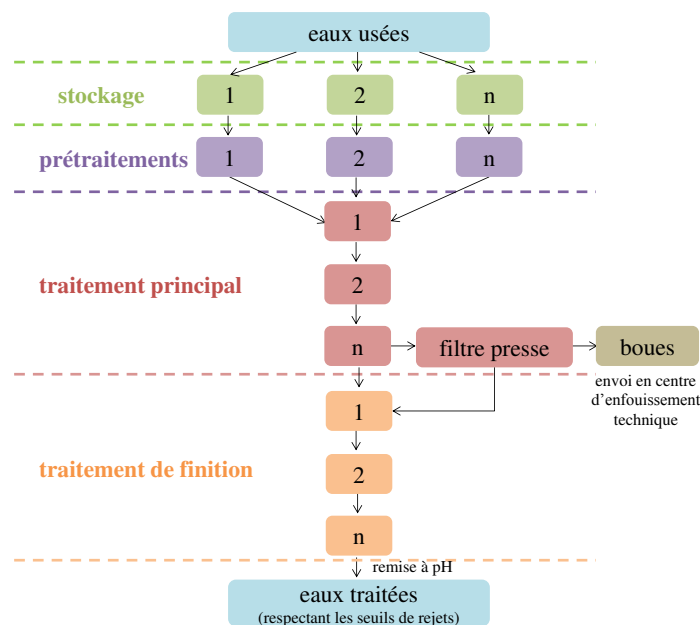 eaux usées
stockage
1
2
n
prétraitements
1
2
n
1
traitement principal
2
n
filtre presse
boues
envoi en centre
d'enfouissement
technique
1
traitement de finition
2
n
remise à pH
eaux traitées
(respectant les seuils de rejets)